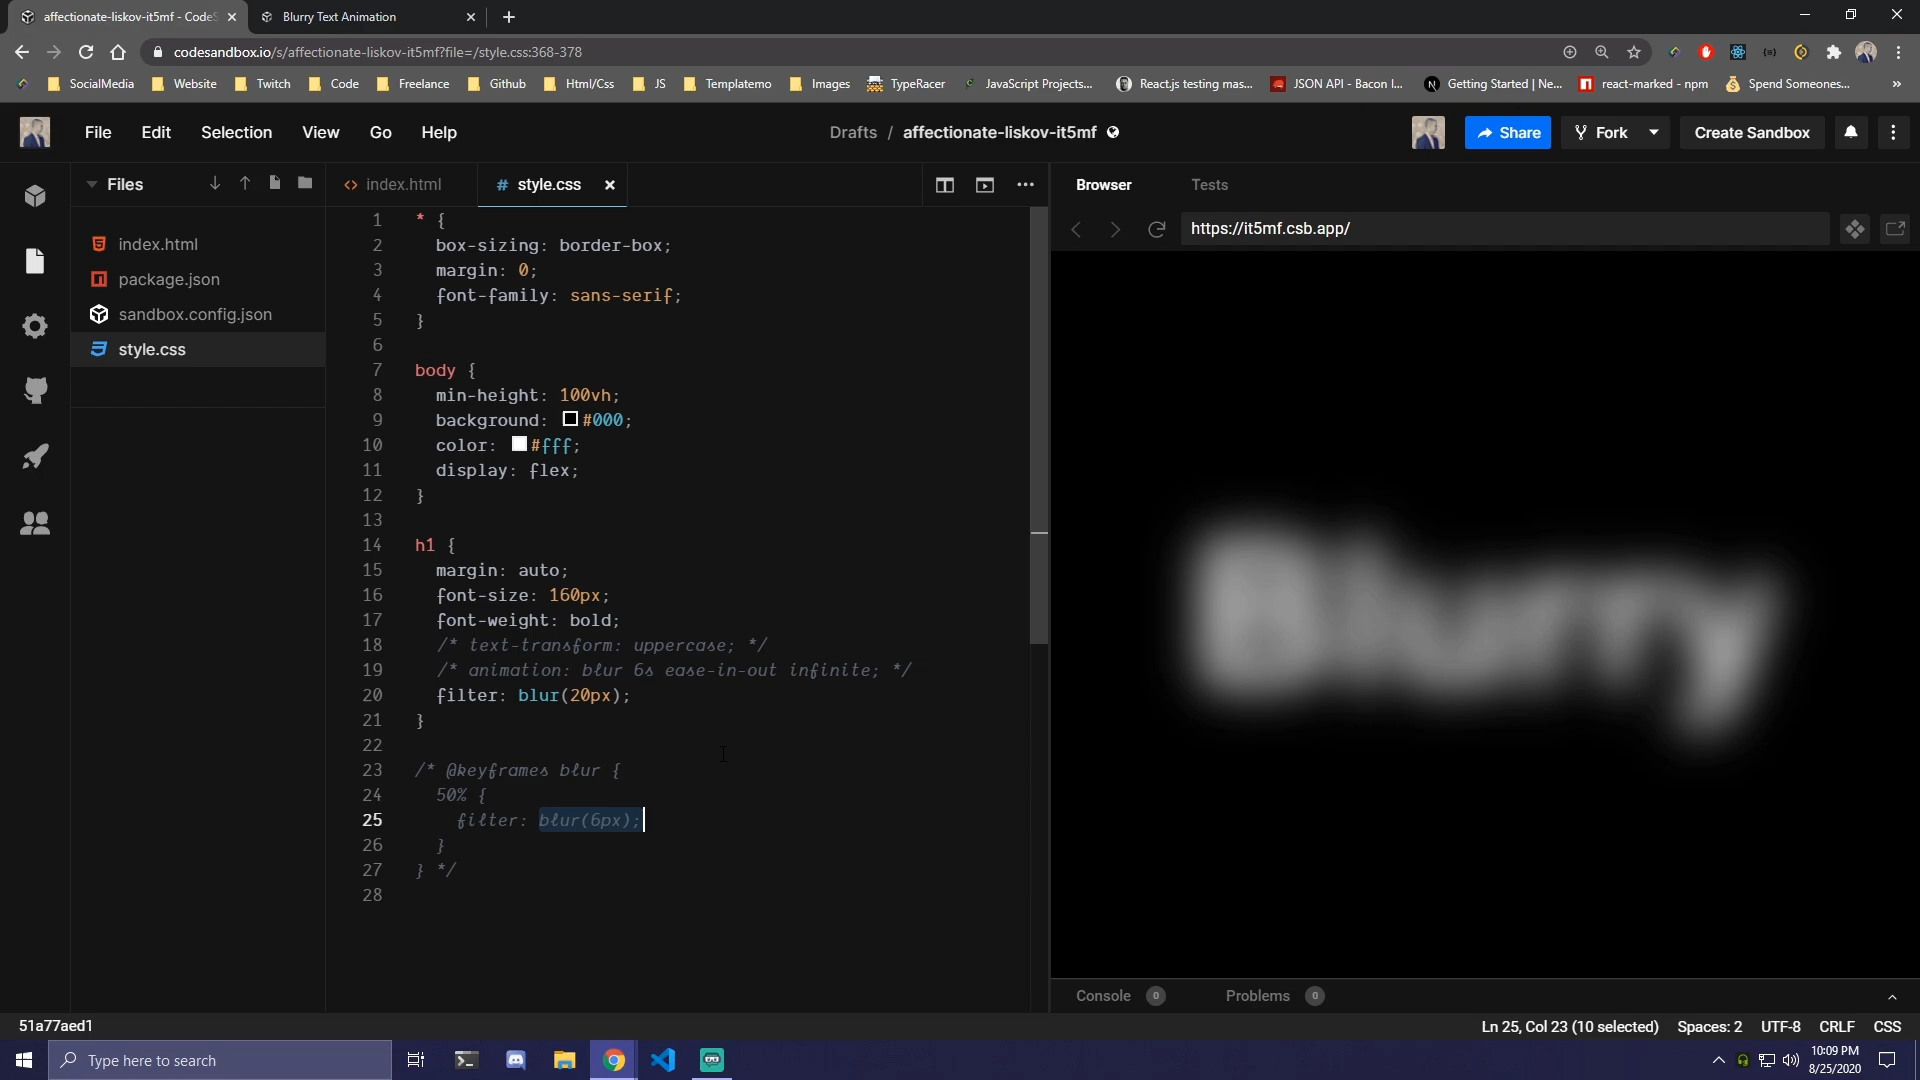 affectionate-liskov-it5mf - CodeS
Blurry Text Animation
codesandbox.io/s/affectionate-liskov-it5mf?file=/style.css:368-378
SocialMedia
Website
Twitch
Code
Freelance
Github
Html/Css
JS
Templatemo
Images
TypeRacer
JavaScript Projects...
React.js testing mas...
JSON API - Bacon I...
Getting Started | Ne...
react-marked - npm
Spend Someones...
»
File
Edit
Selection
View
Go
Help
Drafts / affectionate-liskov-it5mf
Share
Fork
Create Sandbox
Files
index.html
style.css
Browser
Tests
https://it5mf.csb.app/
index.html
package.json
sandbox.config.json
style.css
1 * {
2 box-sizing: border-box;
3 margin: 0;
4 font-family: sans-serif;
5 }
6
7 body {
8 min-height: 100vh;
9 background: #000;
10 color: #fff;
11 display: flex;
12 }
13
14 h1 {
15 margin: auto;
16 font-size: 160px;
17 font-weight: bold;
18 /* text-transform: uppercase; */
19 /* animation: blur 6s ease-in-out infinite; */
20 filter: blur(20px);
21 }
22
23 /* @keyframes blur {
24 50% {
25 filter: blur(6px);
26 }
27 } */
28
Blurry
Console 0
Problems 0
51a77aed1
Ln 25, Col 23 (10 selected)
Spaces: 2
UTF-8
CRLF
CSS
Type here to search
10:09 PM
8/25/2020